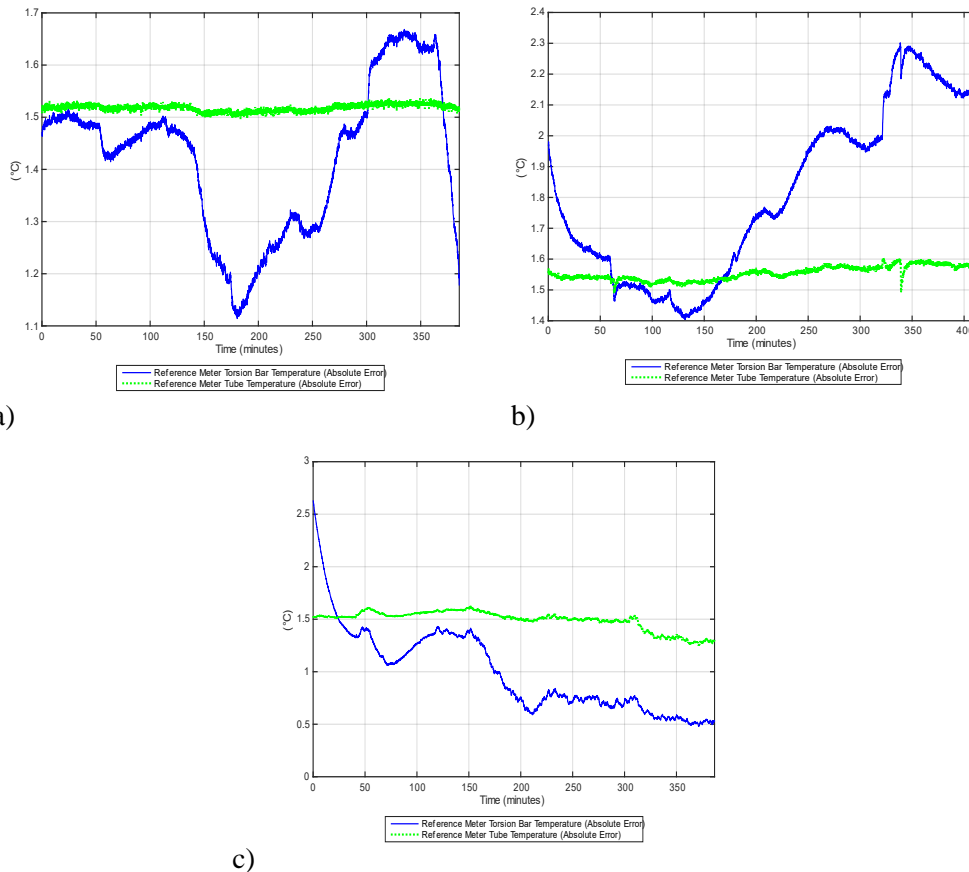 1.7
1.6
1.5
1.4
1.3
1.2
1.1
(°C)
0 50 100 150 200 250 300 350
Time (minutes)
Reference Meter Torsion Bar Temperature (Absolute Error)
Reference Meter Tube Temperature (Absolute Error)
a)
2.4
2.3
2.2
2.1
2
1.9
1.8
1.7
1.6
1.5
1.4
(°C)
0 50 100 150 200 250 300 350 400
Time (minutes)
Reference Meter Torsion Bar Temperature (Absolute Error)
Reference Meter Tube Temperature (Absolute Error)
b)
3
2.5
2
1.5
1
0.5
0
(°C)
0 50 100 150 200 250 300 350
Time (minutes)
Reference Meter Torsion Bar Temperature (Absolute Error)
Reference Meter Tube Temperature (Absolute Error)
c)